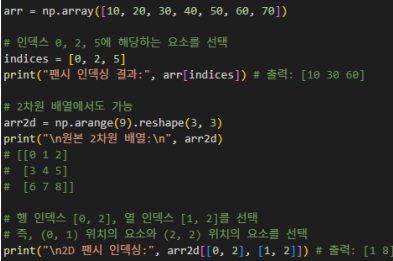 arr = np.array([10, 20, 30, 40, 50, 60, 70])
# 인덱스 0, 2, 5에 해당하는 요소를 선택
indices = [0, 2, 5]
print("팬시 인덱싱 결과:", arr[indices]) # 출력: [10 30 60]
# 2차원 배열에서도 가능
arr2d = np.arange(9).reshape(3, 3)
print("\n원본 2차원 배열:\n", arr2d)
# [[0 1 2]
#  [3 4 5]
#  [6 7 8]]
# 행 인덱스 [0, 2], 열 인덱스 [1, 2]를 선택
# 즉, (0, 1) 위치의 요소와 (2, 2) 위치의 요소를 선택
print("\n2D 팬시 인덱싱:", arr2d[[0, 2], [1, 2]]) # 출력: [1 8]